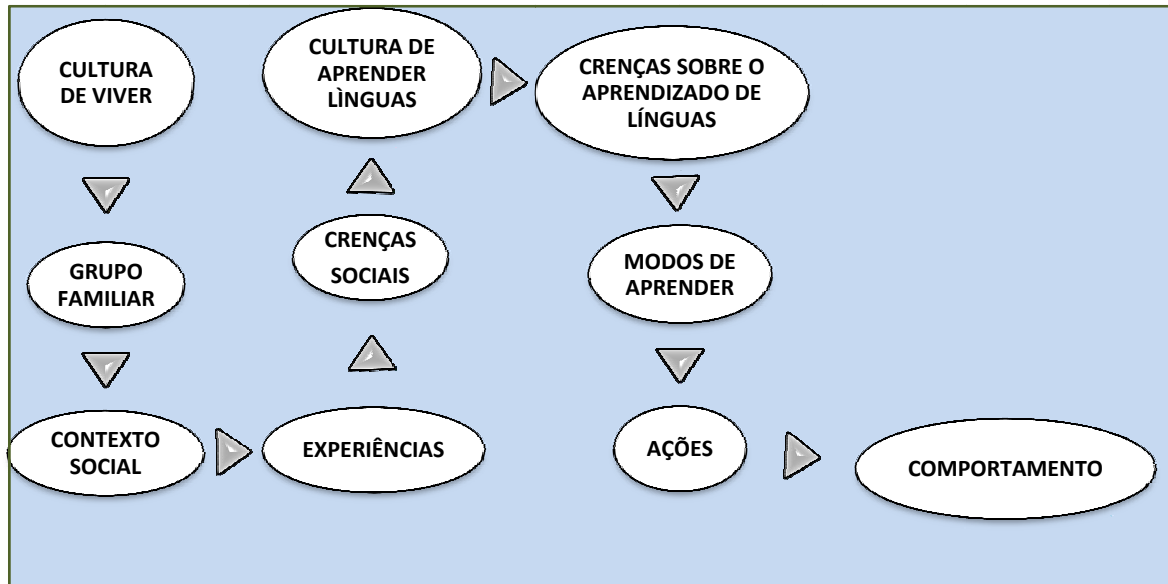 CULTURA
DE VIVER
GRUPO
FAMILIAR
CONTEXTO
SOCIAL
EXPERIÊNCIAS
CRENÇAS
SOCIAIS
CULTURA DE
APRENDER
LÌNGUAS
CRENÇAS SOBRE O
APRENDIZADO DE
LÍNGUAS
MODOS DE
APRENDER
AÇÕES
COMPORTAMENTO